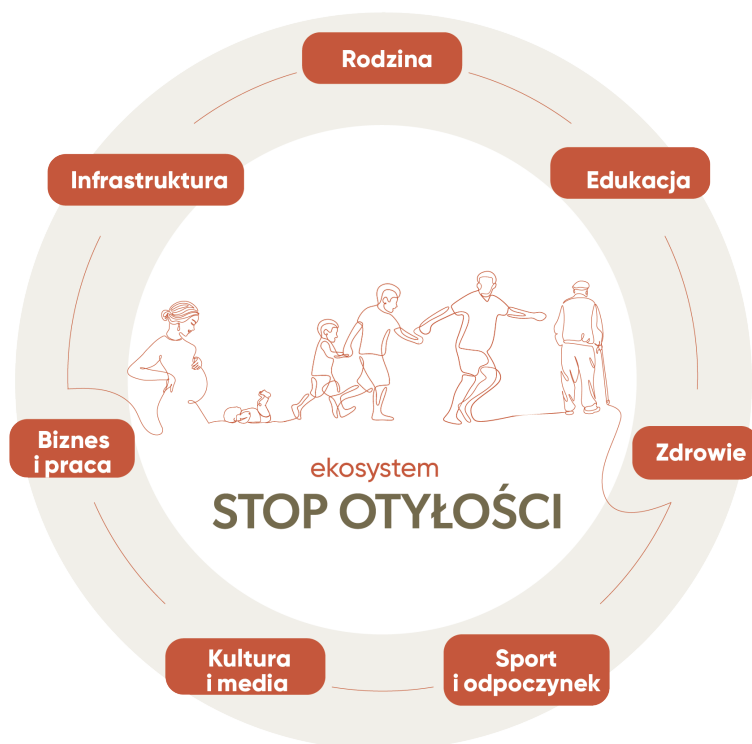 Rodzina
Infrastruktura
Edukacja
Biznes
i praca
Zdrowie
ekosystem
STOP OTYŁOŚCI
Kultura
i media
Sport
i odpoczynek